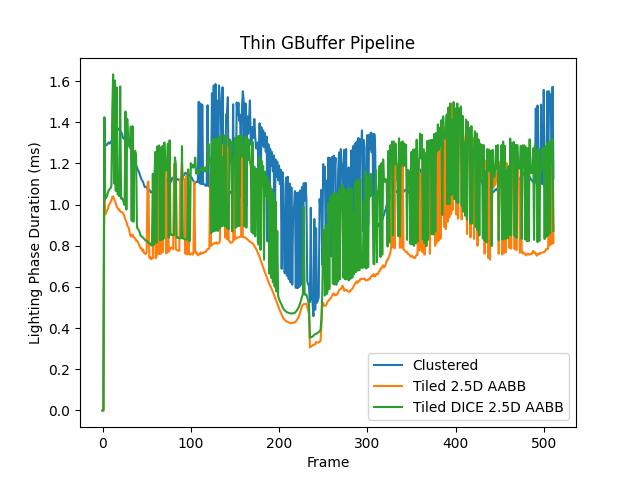 Thin GBuffer Pipeline
Lighting Phase Duration (ms)
1.6
1.4
1.2
1.0
0.8
0.6
0.4
0.2
0.0
Clustered
Tiled 2.5D AABB
Tiled DICE 2.5D AABB
0 100 200 300 400 500
Frame